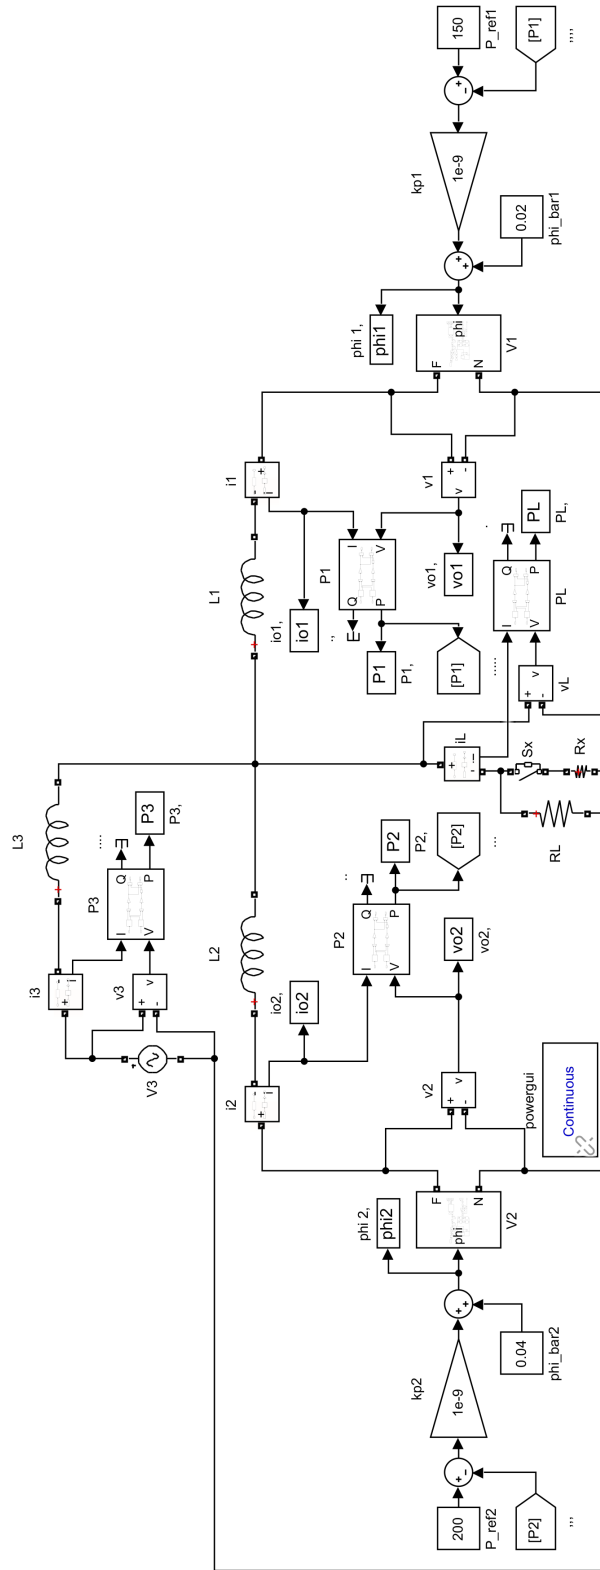 150
P_ref1
[P1]
,,,,
+
-
1e-9
kp1
+
+
0.02
phi_bar1
phi1
phi 1,
phi
V1
F
N
i1
+
-
i
v1
+
-
v
L1
io1
io1,
P1
I
V
Q
P
.,
P1
P1,
[P1]
.....
vo1
vo1,
PL
I
V
Q
P
.
PL
PL,
vL
+
-
v
iL
+
-
i
Sx
Rx
RL
L3
i3
+
-
i
v3
+
-
v
V3
P3
I
V
Q
P
....
P3
P3,
L2
i2
+
-
i
io2
io2,
P2
I
V
Q
P
..
P2
P2,
[P2]
...
vo2
vo2,
v2
+
-
v
powergui
Continuous
V2
phi
F
N
phi2
phi 2,
+
+
0.04
phi_bar2
1e-9
kp2
+
-
200
P_ref2
[P2]
,,,